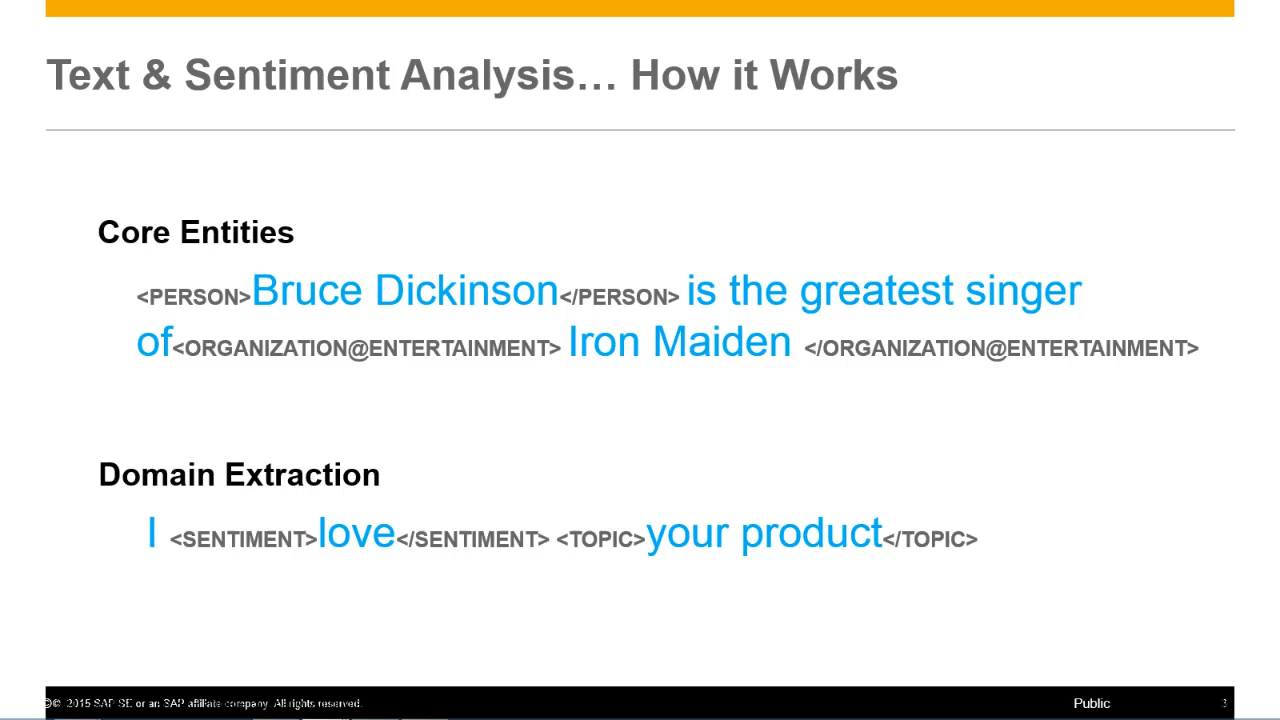 Text & Sentiment Analysis… How it Works
Core Entities
<PERSON>Bruce Dickinson</PERSON> is the greatest singer
of<ORGANIZATION@ENTERTAINMENT> Iron Maiden </ORGANIZATION@ENTERTAINMENT>
Domain Extraction
I <SENTIMENT>love</SENTIMENT> <TOPIC>your product</TOPIC>
©© 2015 SAP SE or an SAP affiliate company. All rights reserved. Public 3